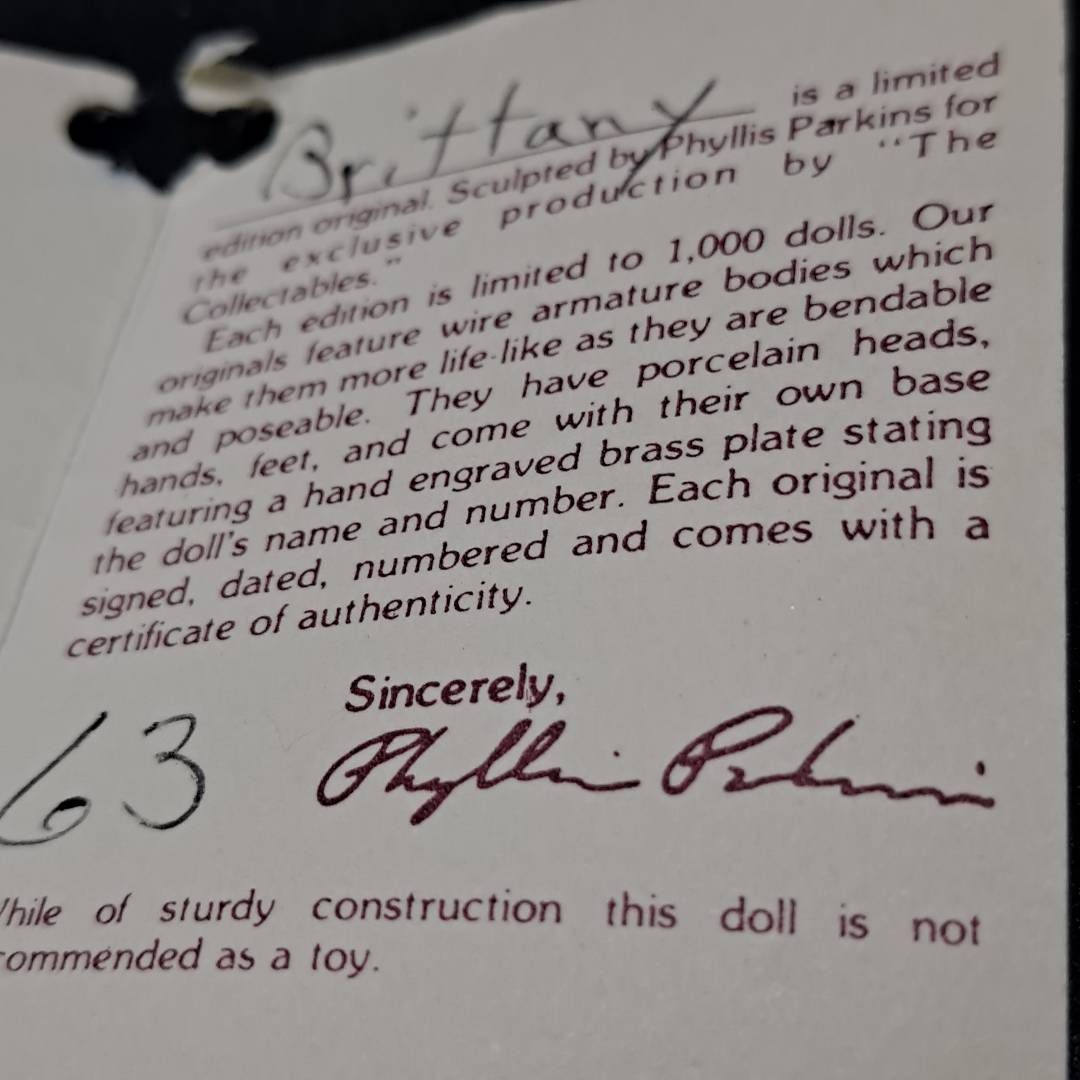 Brittany is a limited
edition original. Sculpted by Phyllis Parkins for
the exclusive production by "The
Collectables."
Each edition is limited to 1,000 dolls. Our
originals feature wire armature bodies which
make them more life-like as they are bendable
and poseable. They have porcelain heads,
hands, feet, and come with their own base
featuring a hand engraved brass plate stating
the doll's name and number. Each original is
signed, dated, numbered and comes with a
certificate of authenticity.
Sincerely,
63 Phyllis Parkins
hile of sturdy construction this doll is not
commended as a toy.